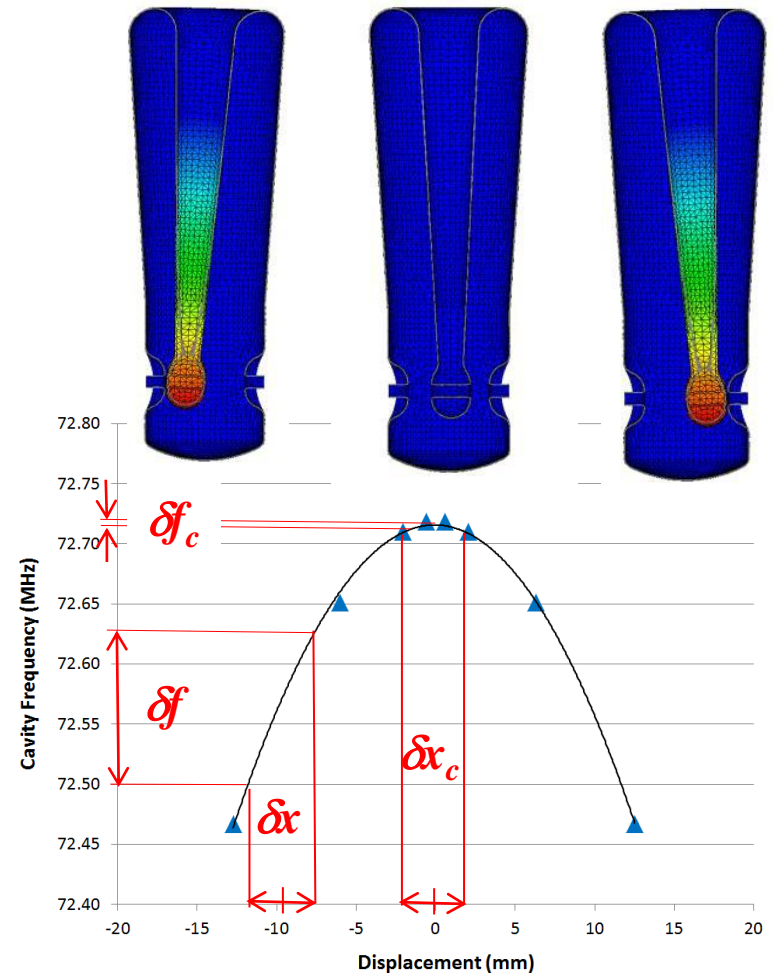 72.80
72.75
72.70
72.65
72.60
72.55
72.50
72.45
72.40
Cavity Frequency (MHz)
δf_c
δf
δx
δx_c
-20 -15 -10 -5 0 5 10 15 20
Displacement (mm)